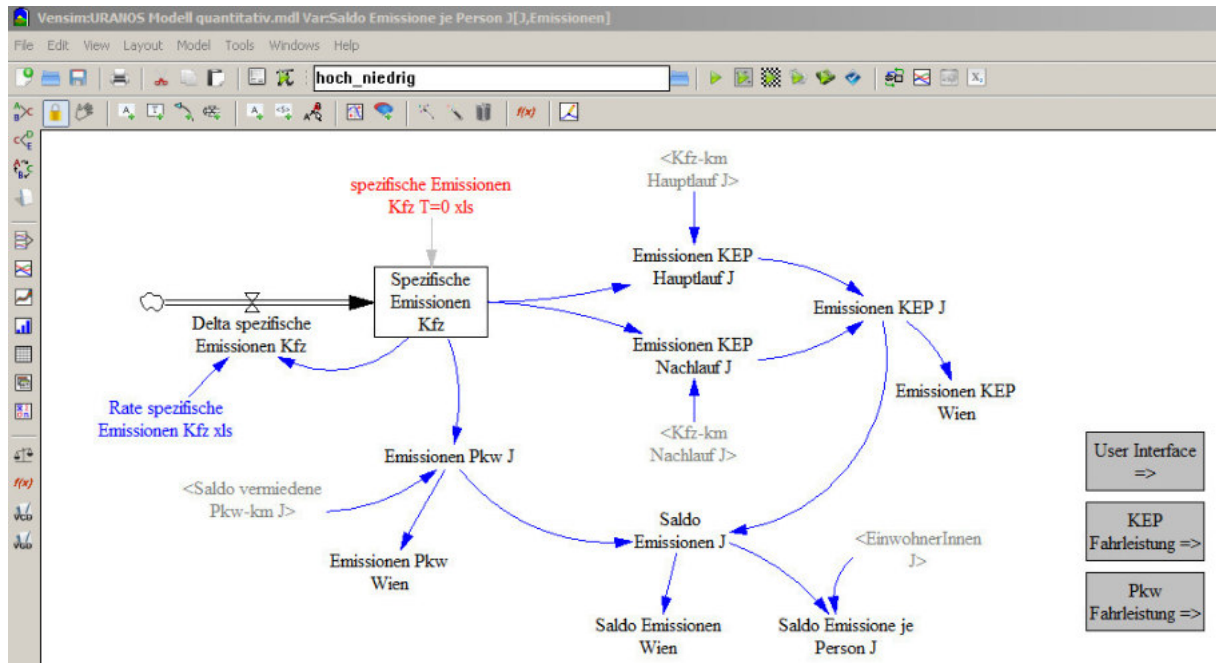 Vensim:URANOS Modell quantitativ.mdl Var:Saldo Emissione je Person J[J,Emissionen]
File Edit View Layout Model Tools Windows Help
hoch_niedrig
<Kfz-km
Hauptlauf J>
spezifische Emissionen
Kfz T=0 xls
Emissionen KEP
Hauptlauf J
Spezifische
Emissionen
Kfz
Emissionen KEP J
Delta spezifische
Emissionen Kfz
Emissionen KEP
Nachlauf J
Emissionen KEP
Wien
Rate spezifische
Emissionen Kfz xls
<Kfz-km
Nachlauf J>
User Interface
=>
Emissionen Pkw J
<Saldo vermiedene
Pkw-km J>
Saldo
Emissionen J
<EinwohnerInnen
J>
KEP
Fahrleistung =>
Emissionen Pkw
Wien
Pkw
Fahrleistung =>
Saldo Emissionen
Wien
Saldo Emissione je
Person J